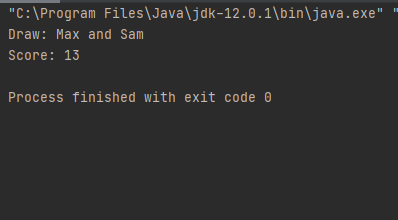 "C:\Program Files\Java\jdk-12.0.1\bin\java.exe" "
Draw: Max and Sam
Score: 13
Process finished with exit code 0